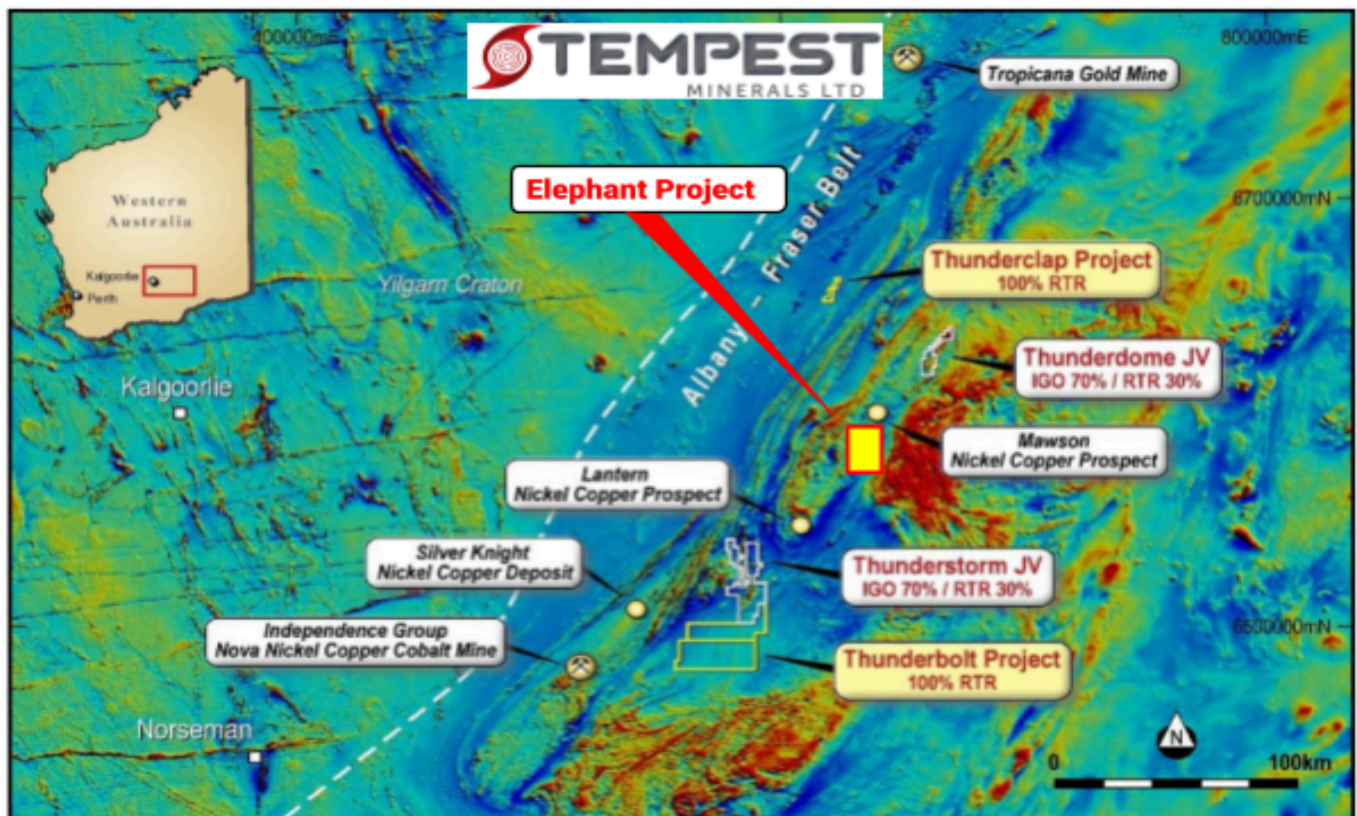 400000mE
TEMPEST
MINERALS LTD
800000mE
Tropicana Gold Mine
Elephant Project
Albany - Fraser Belt
6700000mN
Western
Australia
Kalgoorlie
Perth
Yilgarn Craton
Thunderclap Project
100% RTR
Thunderdome JV
IGO 70% / RTR 30%
Kalgoorlie
Mawson
Nickel Copper Prospect
Lantern
Nickel Copper Prospect
Silver Knight
Nickel Copper Deposit
Thunderstorm JV
IGO 70% / RTR 30%
Independence Group
Nova Nickel Copper Cobalt Mine
6500000mN
Thunderbolt Project
100% RTR
Norseman
N
0
100km